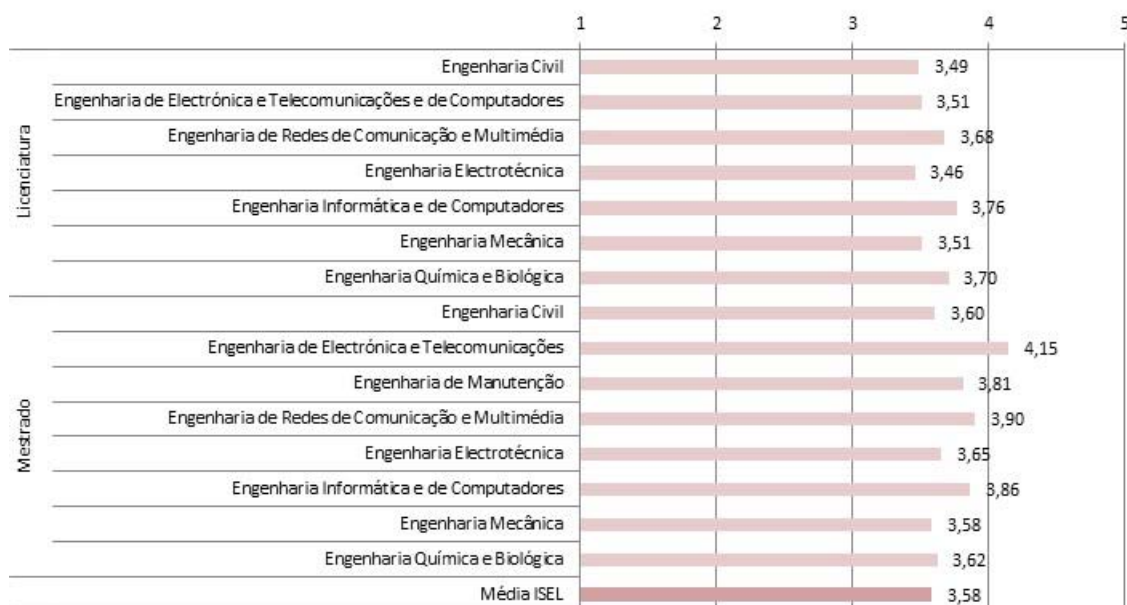 1 2 3 4 5
Licenciatura
Engenharia Civil 3,49
Engenharia de Electrónica e Telecomunicações e de Computadores 3,51
Engenharia de Redes de Comunicação e Multimédia 3,68
Engenharia Electrotécnica 3,46
Engenharia Informática e de Computadores 3,76
Engenharia Mecânica 3,51
Engenharia Química e Biológica 3,70
Mestrado
Engenharia Civil 3,60
Engenharia de Electrónica e Telecomunicações 4,15
Engenharia de Manutenção 3,81
Engenharia de Redes de Comunicação e Multimédia 3,90
Engenharia Electrotécnica 3,65
Engenharia Informática e de Computadores 3,86
Engenharia Mecânica 3,58
Engenharia Química e Biológica 3,62
Média ISEL 3,58